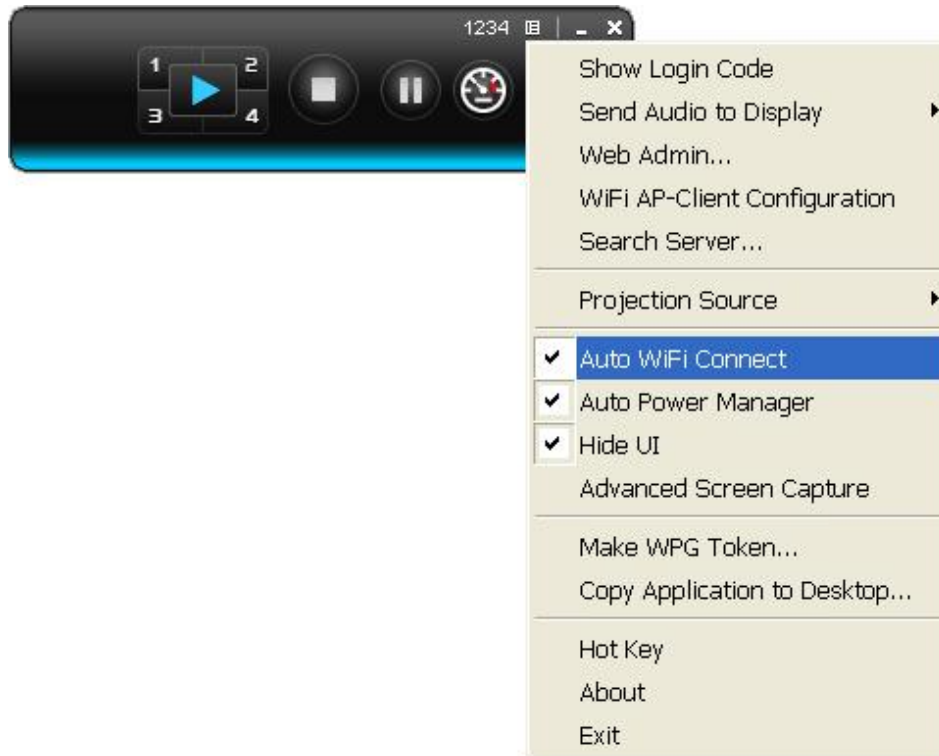 1234
1 2
3 4
Show Login Code
Send Audio to Display
Web Admin...
WiFi AP-Client Configuration
Search Server...
Projection Source
Auto WiFi Connect
Auto Power Manager
Hide UI
Advanced Screen Capture
Make WPG Token...
Copy Application to Desktop...
Hot Key
About
Exit